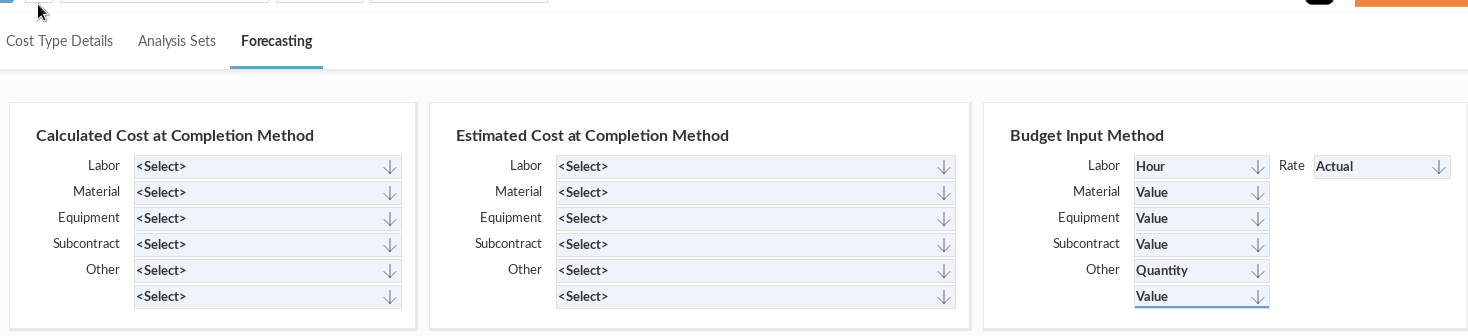 Cost Type Details Analysis Sets Forecasting
Calculated Cost at Completion Method
Labor <Select>
Material <Select>
Equipment <Select>
Subcontract <Select>
Other <Select>
<Select>
Estimated Cost at Completion Method
Labor <Select>
Material <Select>
Equipment <Select>
Subcontract <Select>
Other <Select>
<Select>
Budget Input Method
Labor Hour Rate Actual
Material Value
Equipment Value
Subcontract Value
Other Quantity
Value